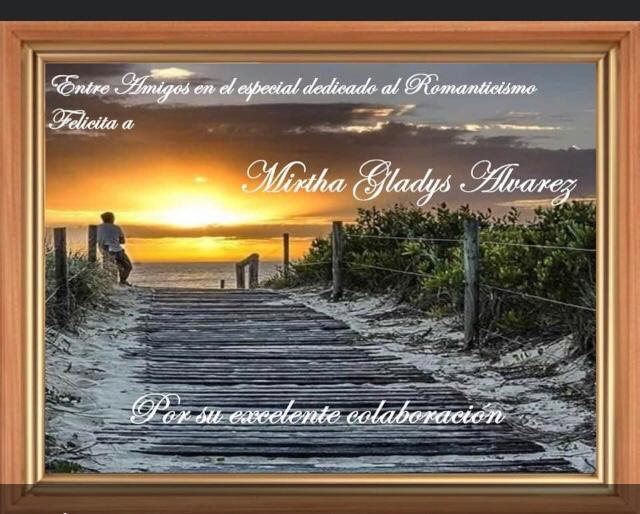 Entre Amigos en el especial dedicado al Romanticismo
Felicita a
Mirtha Gladys Alvarez
Por su excelente colaboración